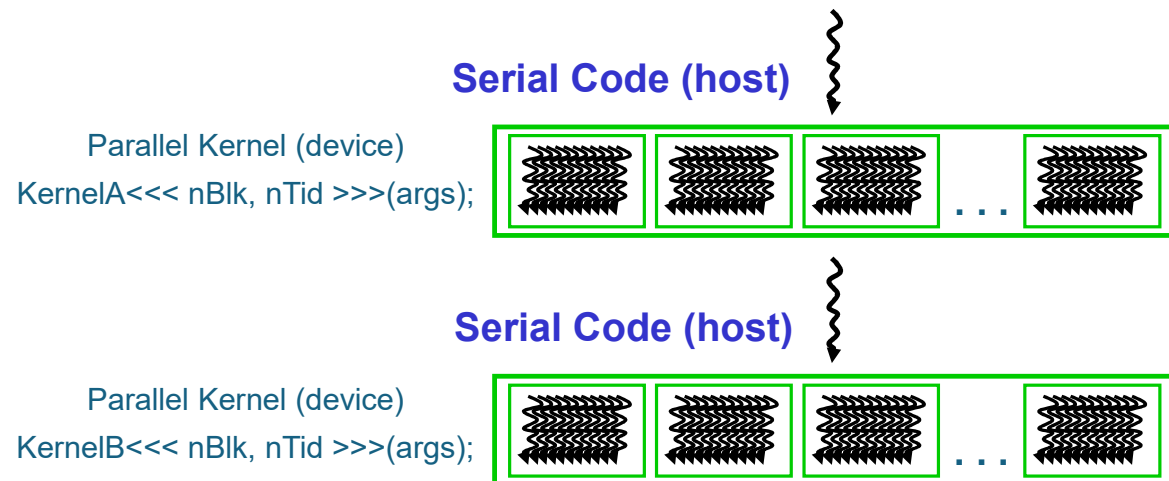 Serial Code (host)
Parallel Kernel (device)
KernelA<<< nBlk, nTid >>>(args);
. . .
Serial Code (host)
Parallel Kernel (device)
KernelB<<< nBlk, nTid >>>(args);
. . .